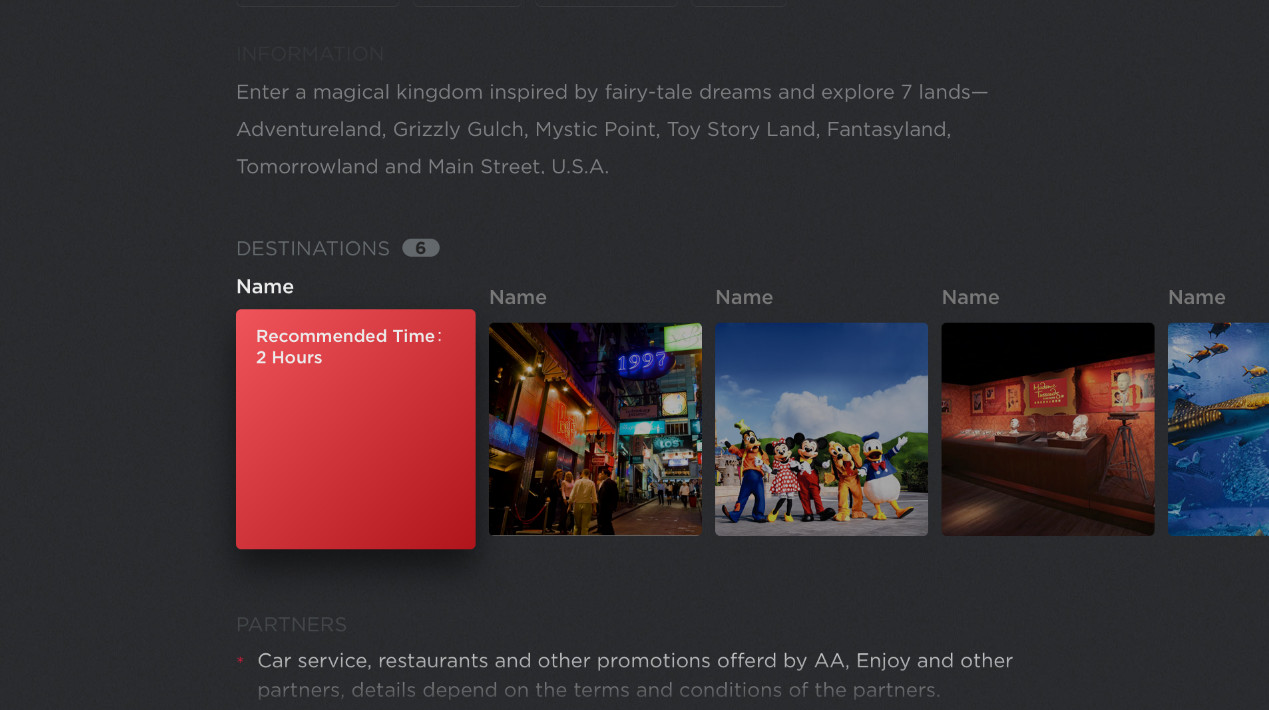 INFORMATION
Enter a magical kingdom inspired by fairy-tale dreams and explore 7 lands—
Adventureland, Grizzly Gulch, Mystic Point, Toy Story Land, Fantasyland,
Tomorrowland and Main Street. U.S.A.
DESTINATIONS 6
Name
Name
Name
Name
Name
Recommended Time:
2 Hours
1997
LOST
Madame
Tussauds
PARTNERS
* Car service, restaurants and other promotions offerd by AA, Enjoy and other
partners, details depend on the terms and conditions of the partners.